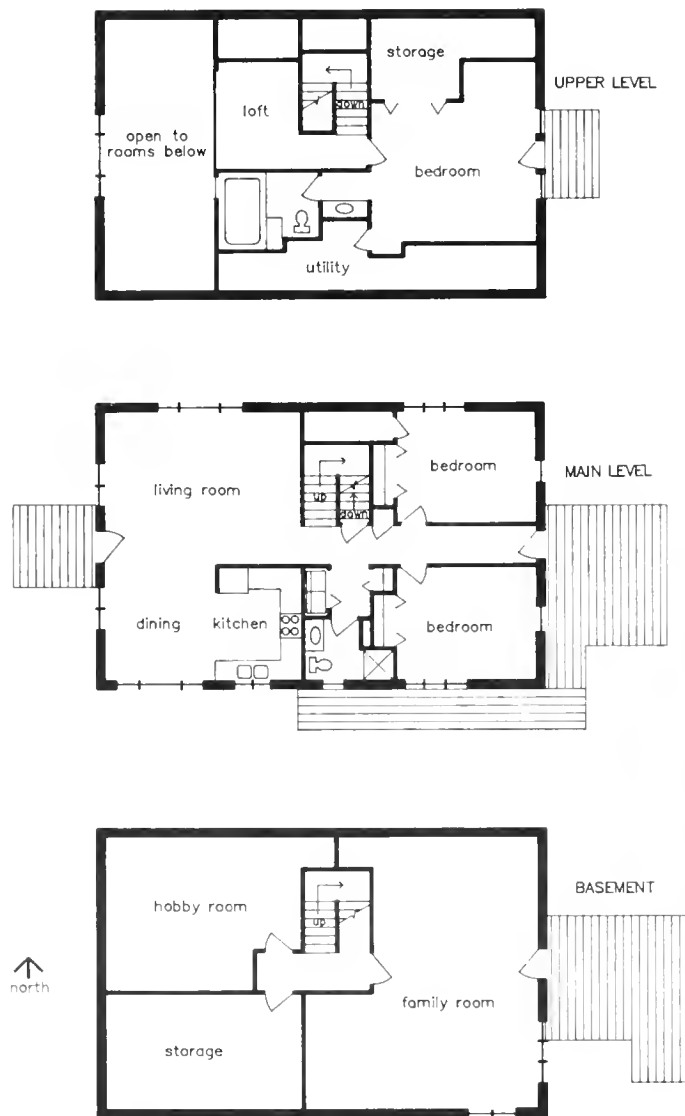 storage
UPPER LEVEL
loft
down
open to
rooms below
bedroom
utility
bedroom
MAIN LEVEL
living room
up
down
dining
kitchen
bedroom
BASEMENT
hobby room
up
north
family room
storage